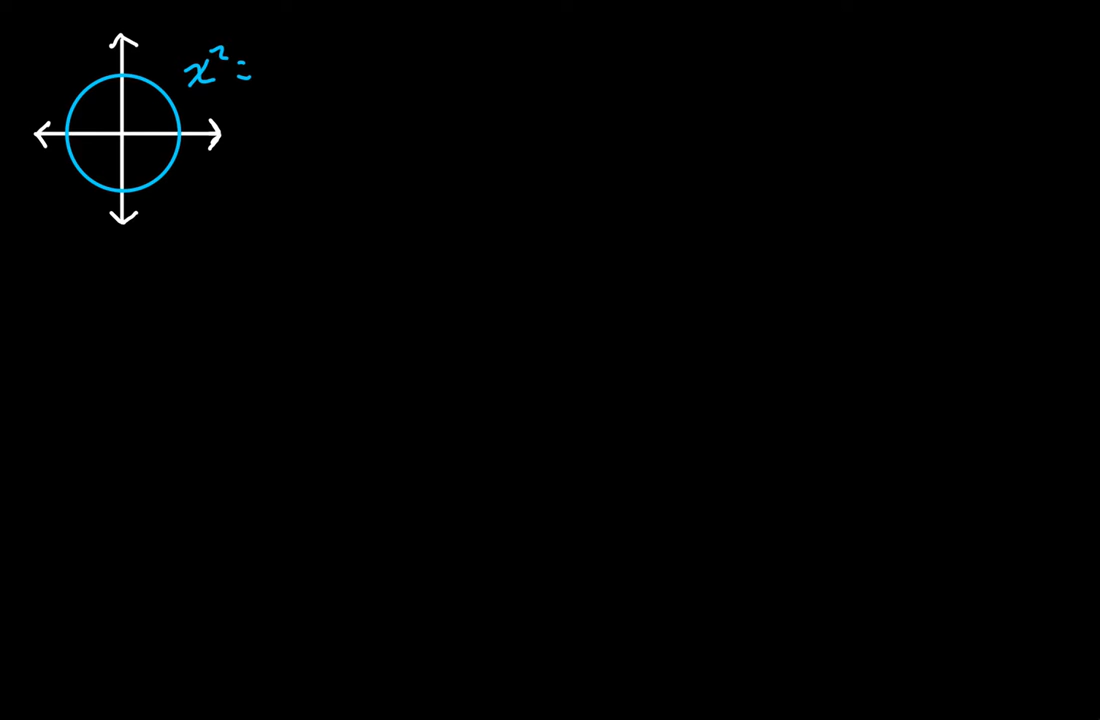 x² =